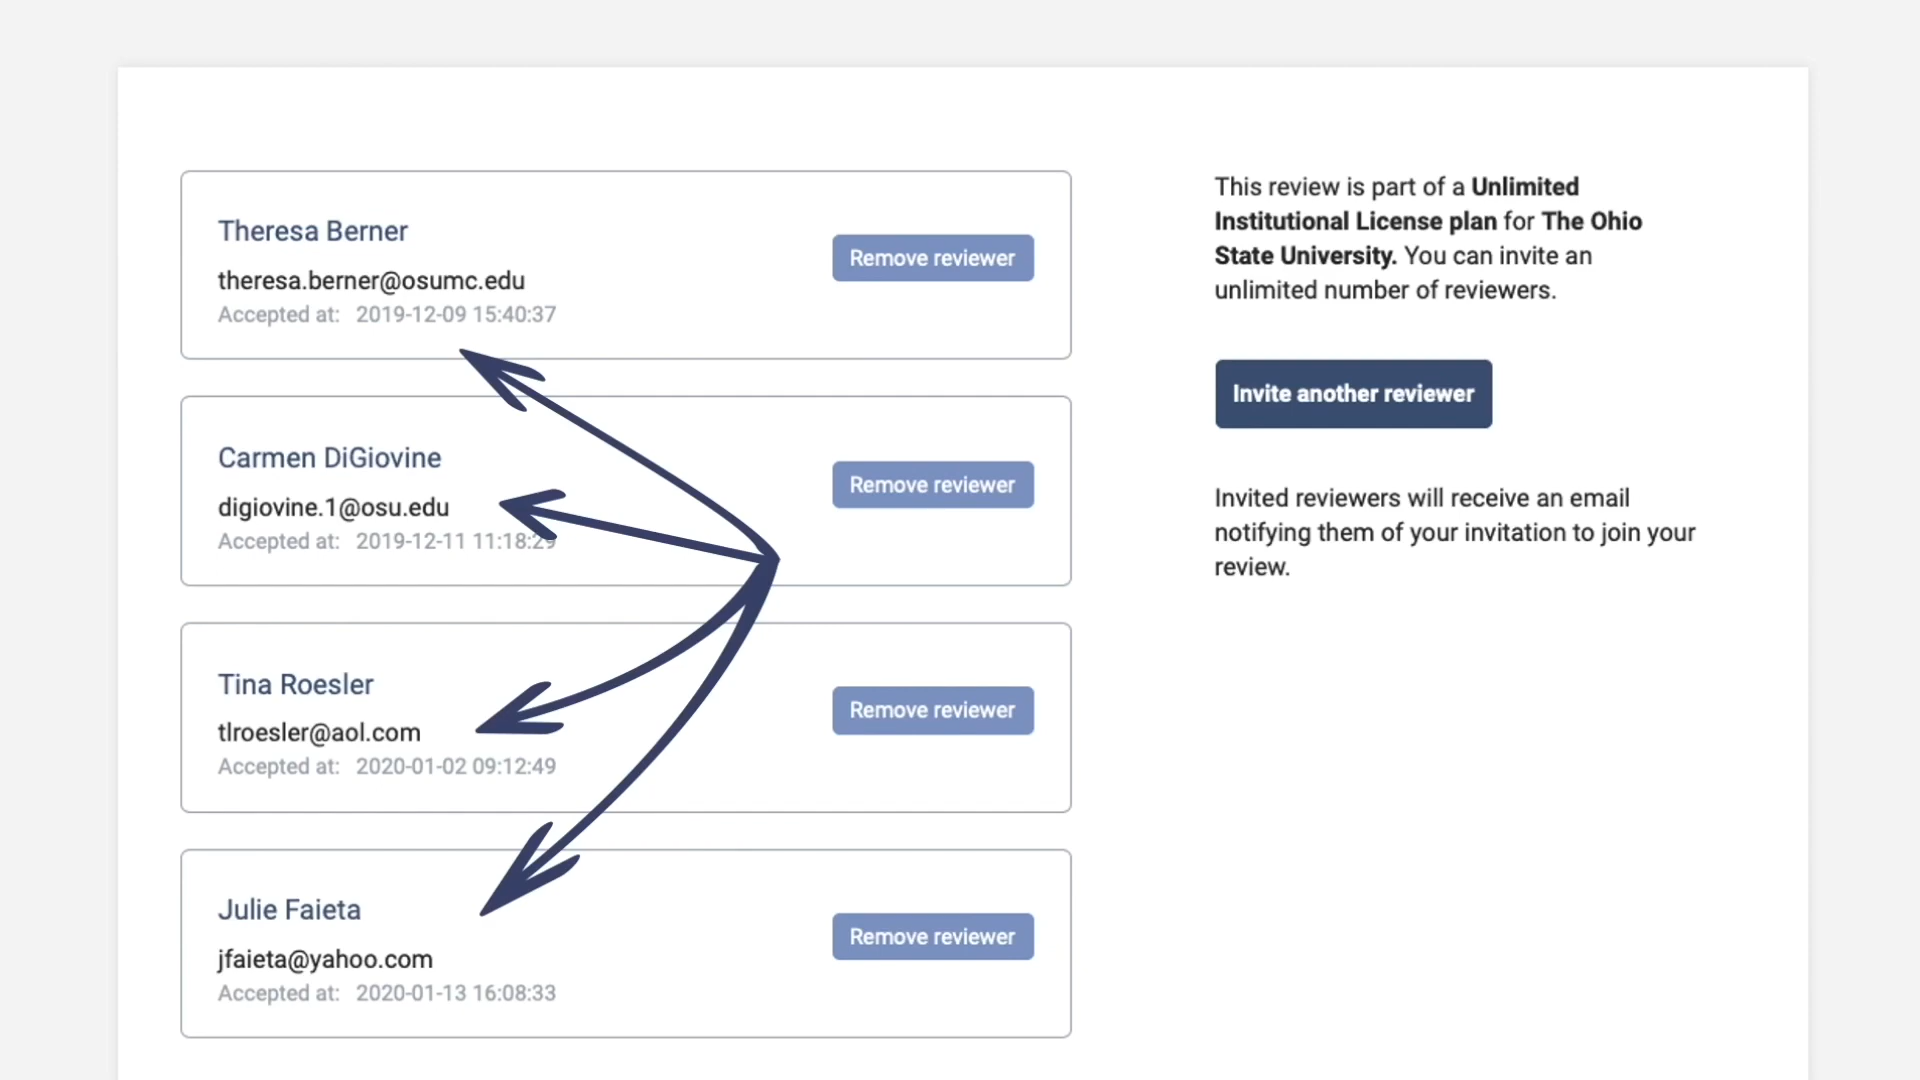 Theresa Berner
theresa.berner@osumc.edu
Accepted at: 2019-12-09 15:40:37
Remove reviewer
Carmen DiGiovine
digiovine.1@osu.edu
Accepted at: 2019-12-11 11:18:29
Remove reviewer
Tina Roesler
tlroesler@aol.com
Accepted at: 2020-01-02 09:12:49
Remove reviewer
Julie Faieta
jfaieta@yahoo.com
Accepted at: 2020-01-13 16:08:33
Remove reviewer
This review is part of a Unlimited
Institutional License plan for The Ohio
State University. You can invite an
unlimited number of reviewers.
Invite another reviewer
Invited reviewers will receive an email
notifying them of your invitation to join your
review.